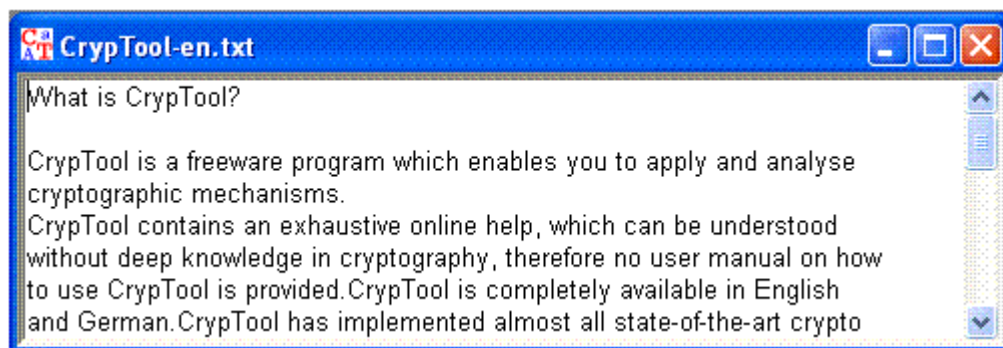 CrypTool-en.txt
What is CrypTool?
CrypTool is a freeware program which enables you to apply and analyse
cryptographic mechanisms.
CrypTool contains an exhaustive online help, which can be understood
without deep knowledge in cryptography, therefore no user manual on how
to use CrypTool is provided.CrypTool is completely available in English
and German.CrypTool has implemented almost all state-of-the-art crypto